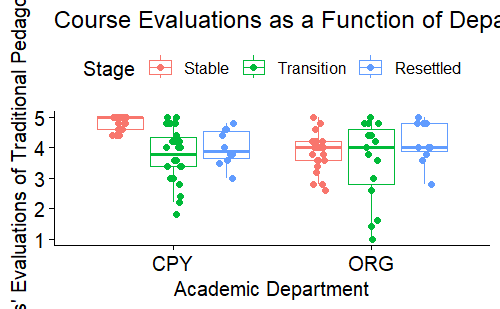 Course Evaluations as a Function of Depa
Stage Stable Transition Resettled
s' Evaluations of Traditional Pedago
5
4
3
2
1
CPY ORG
Academic Department